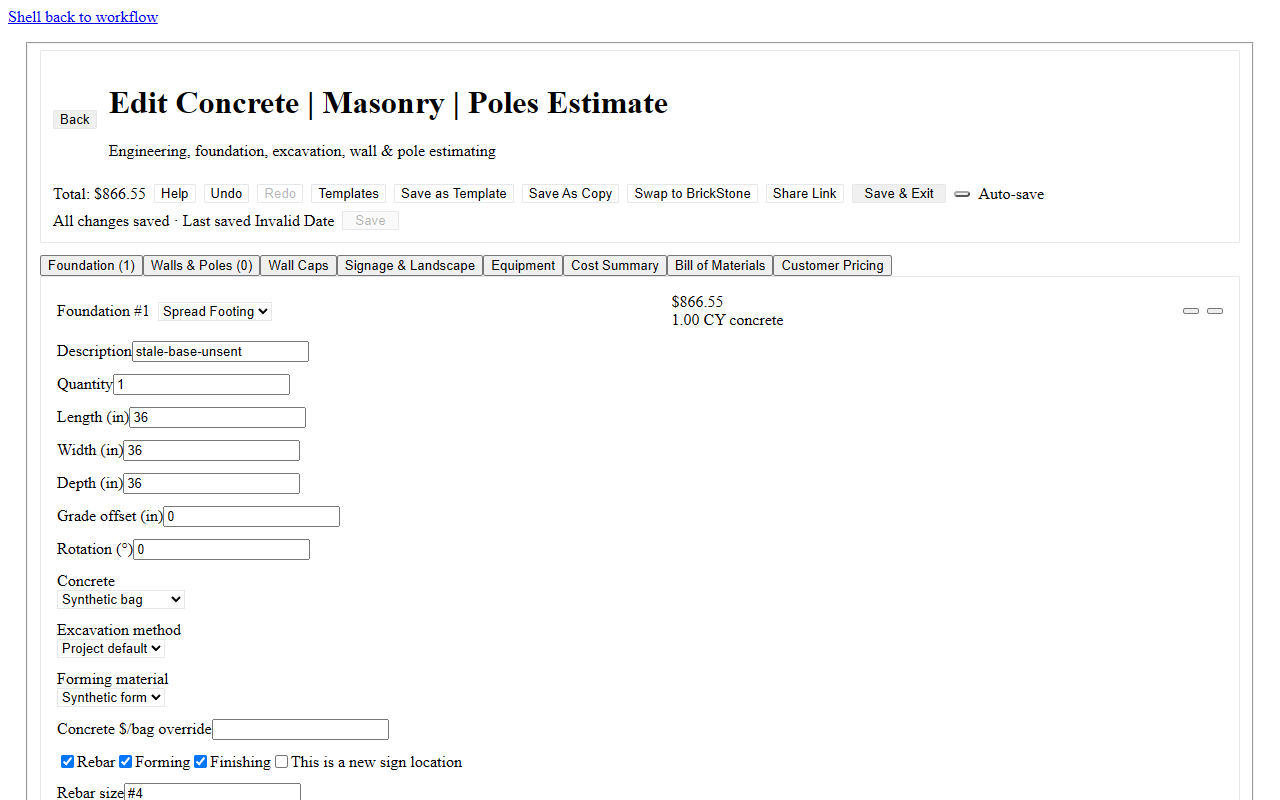 Shell back to workflow
Back
Edit Concrete | Masonry | Poles Estimate
Engineering, foundation, excavation, wall & pole estimating
Total: $866.55 Help Undo Redo Templates Save as Template Save As Copy Swap to BrickStone Share Link Save & Exit Auto-save
All changes saved · Last saved Invalid Date Save
Foundation (1) Walls & Poles (0) Wall Caps Signage & Landscape Equipment Cost Summary Bill of Materials Customer Pricing
Foundation #1 Spread Footing
$866.55
1.00 CY concrete
Description stale-base-unsent
Quantity 1
Length (in) 36
Width (in) 36
Depth (in) 36
Grade offset (in) 0
Rotation (°) 0
Concrete
Synthetic bag
Excavation method
Project default
Forming material
Synthetic form
Concrete $/bag override
Rebar Forming Finishing This is a new sign location
Rebar size #4